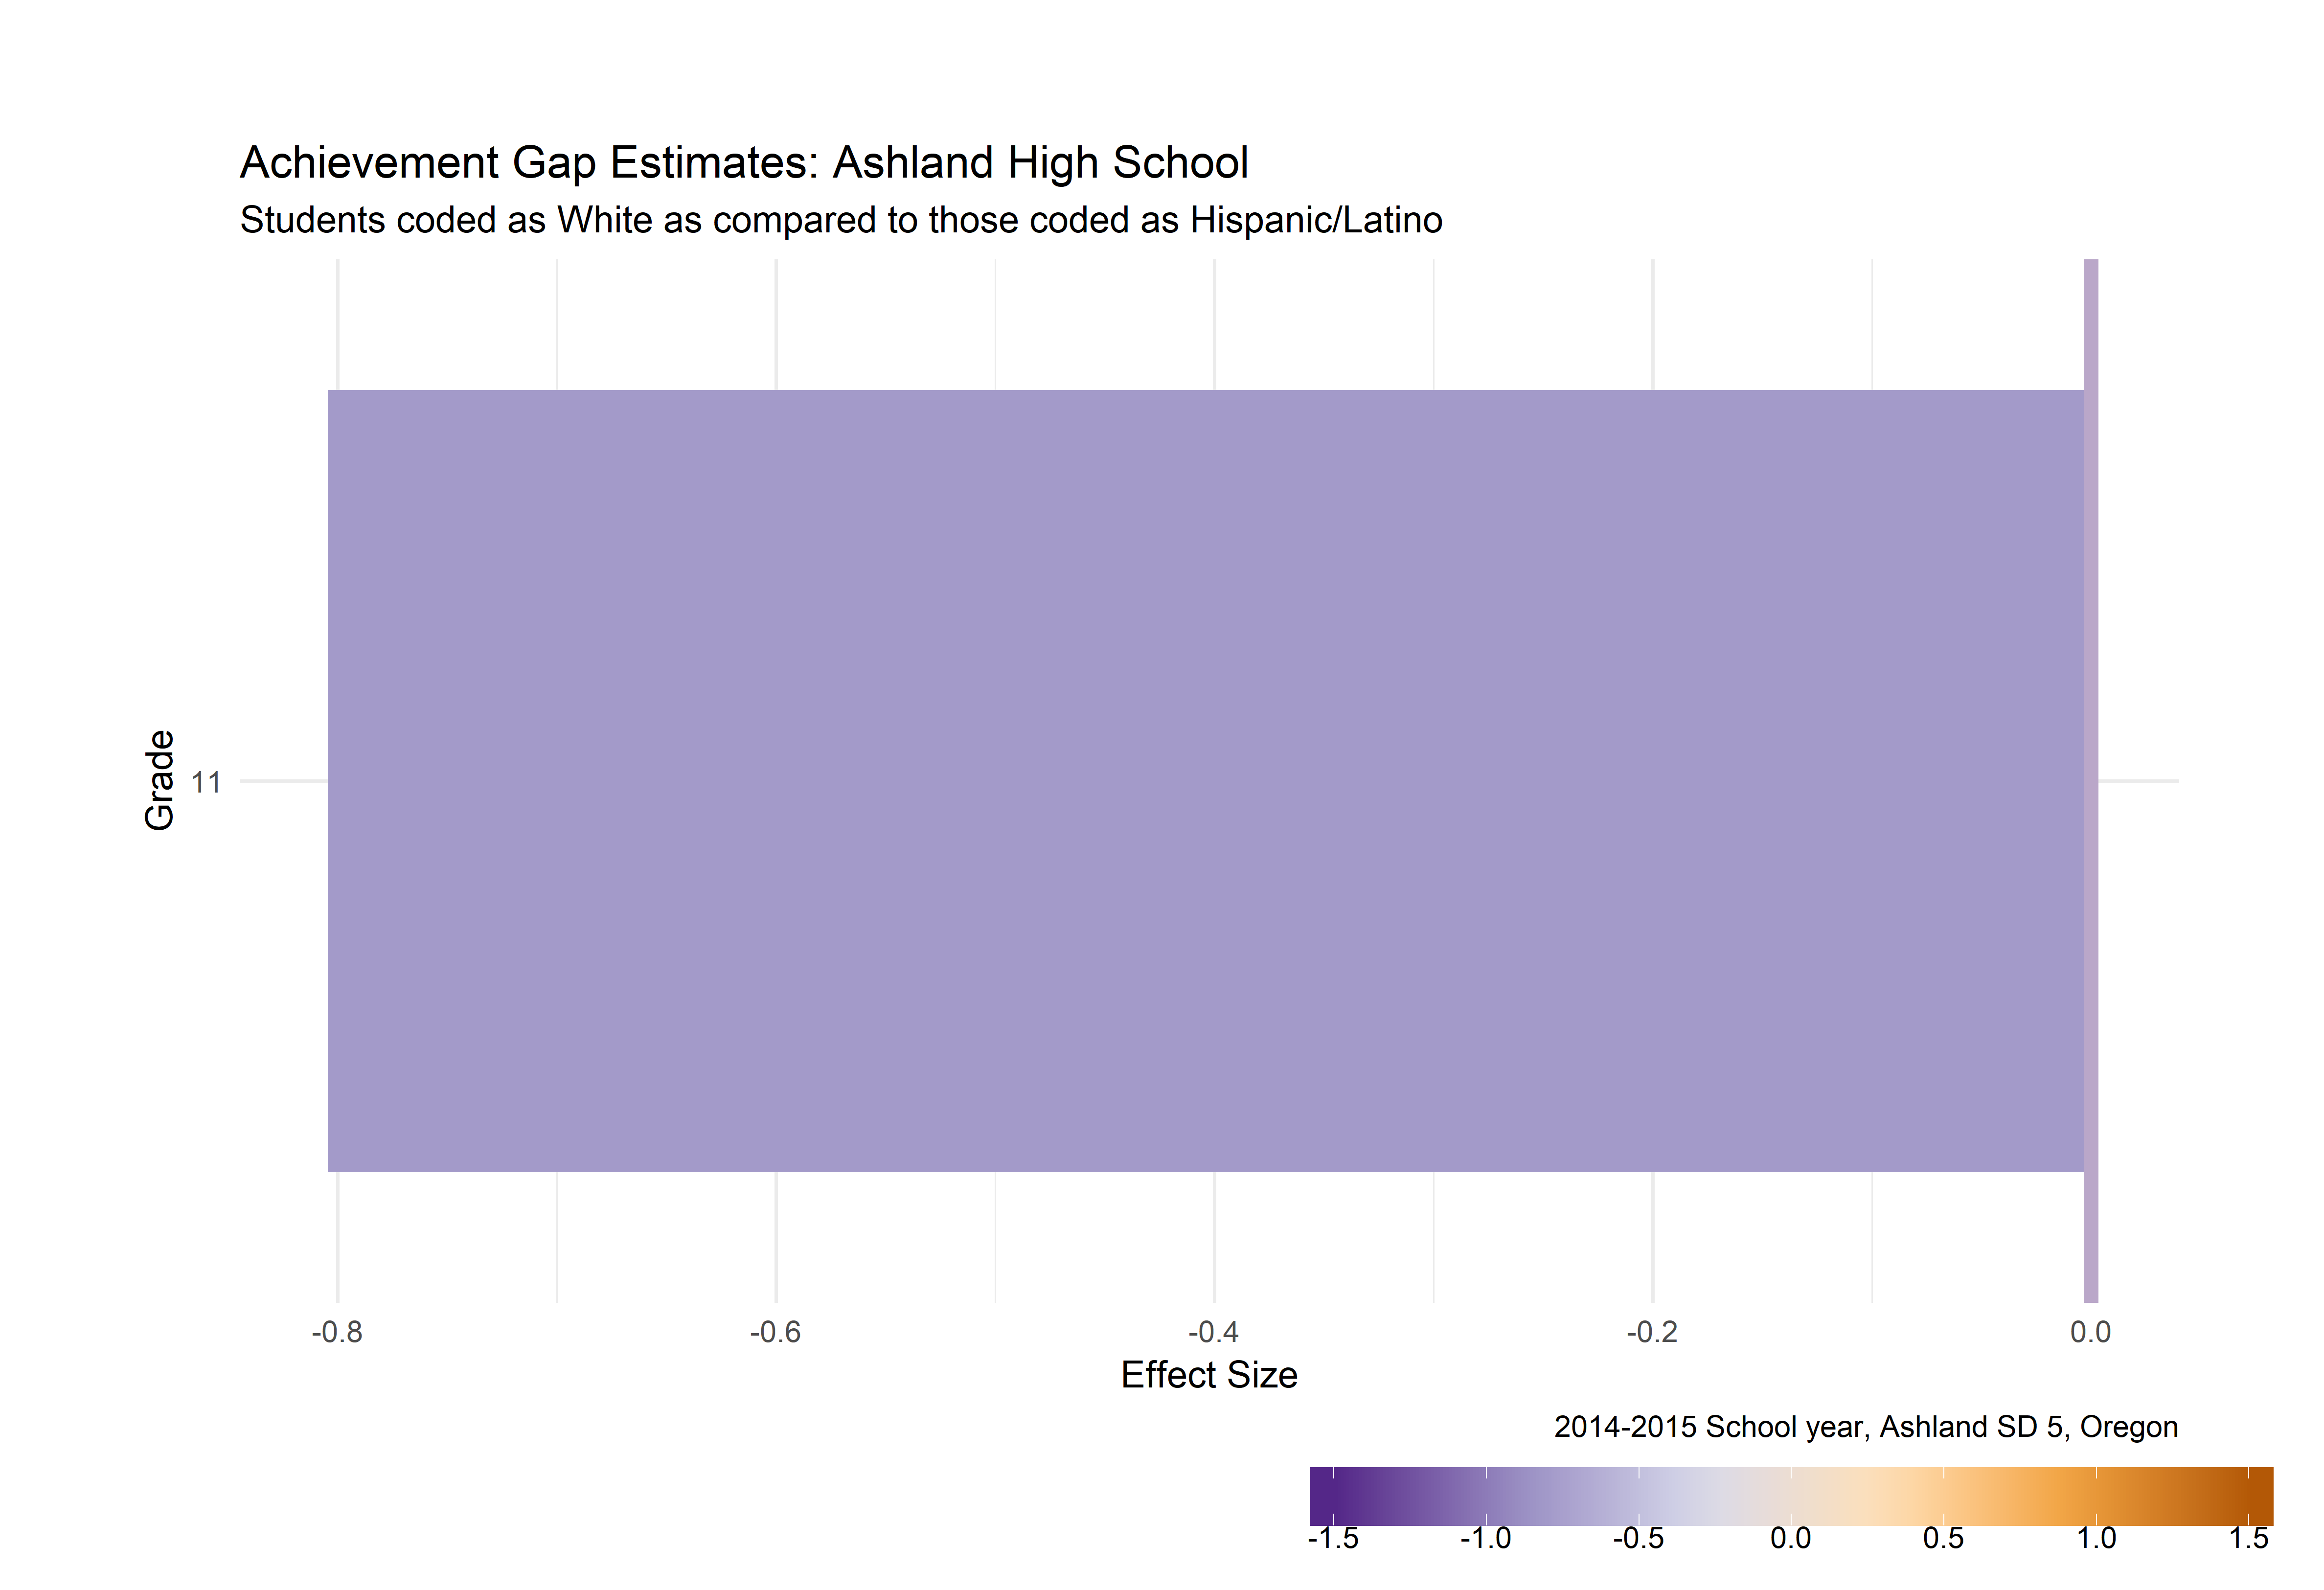 Achievement Gap Estimates: Ashland High School
Students coded as White as compared to those coded as Hispanic/Latino
Grade
11
-0.8 -0.6 -0.4 -0.2 0.0
Effect Size
2014-2015 School year, Ashland SD 5, Oregon
-1.5 -1.0 -0.5 0.0 0.5 1.0 1.5